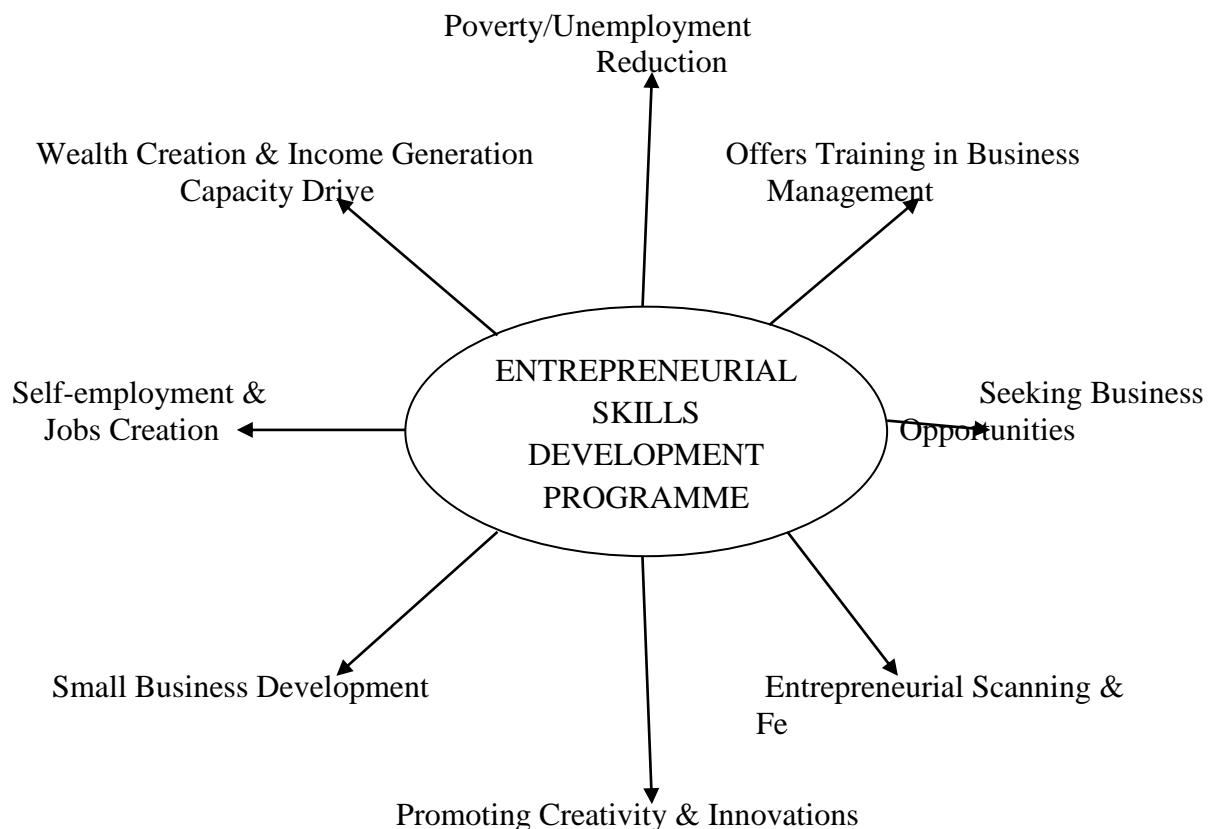 Poverty/Unemployment
Reduction
Wealth Creation & Income Generation
Capacity Drive
Offers Training in Business
Management
ENTREPRENEURIAL
SKILLS
DEVELOPMENT
PROGRAMME
Self-employment &
Jobs Creation
Seeking Business
Opportunities
Small Business Development
Entrepreneurial Scanning &
Fe
Promoting Creativity & Innovations